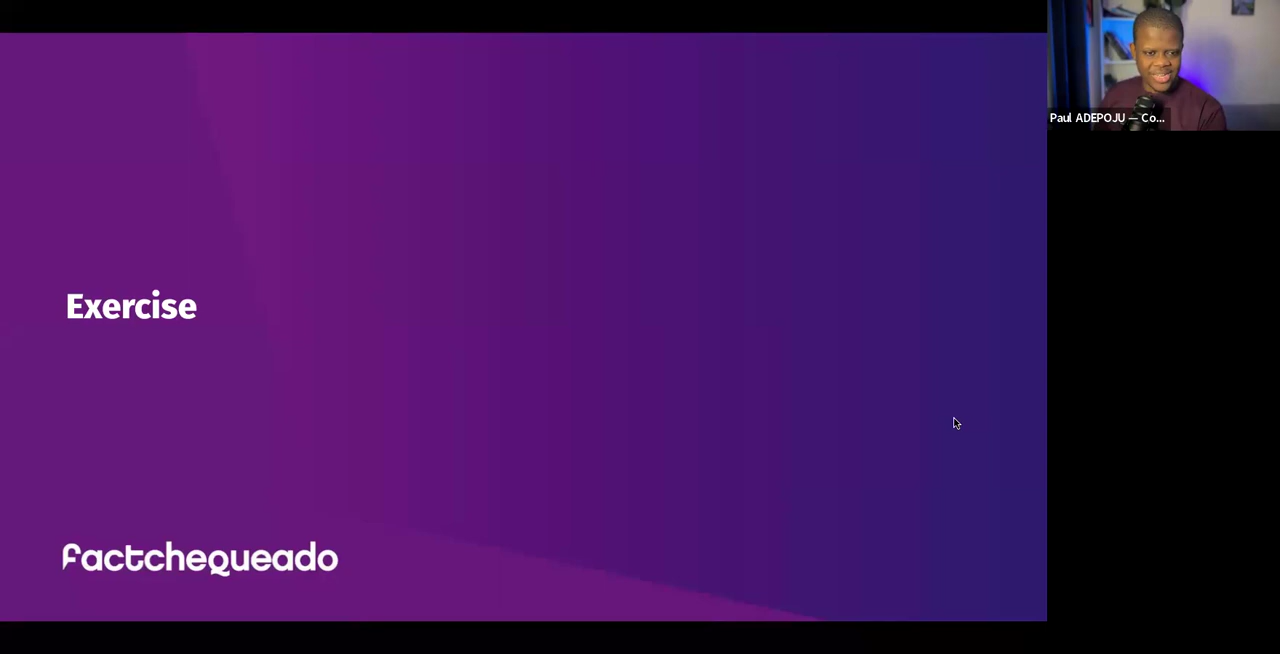 Paul ADEPOJU — Co...
Exercise
factchequeado